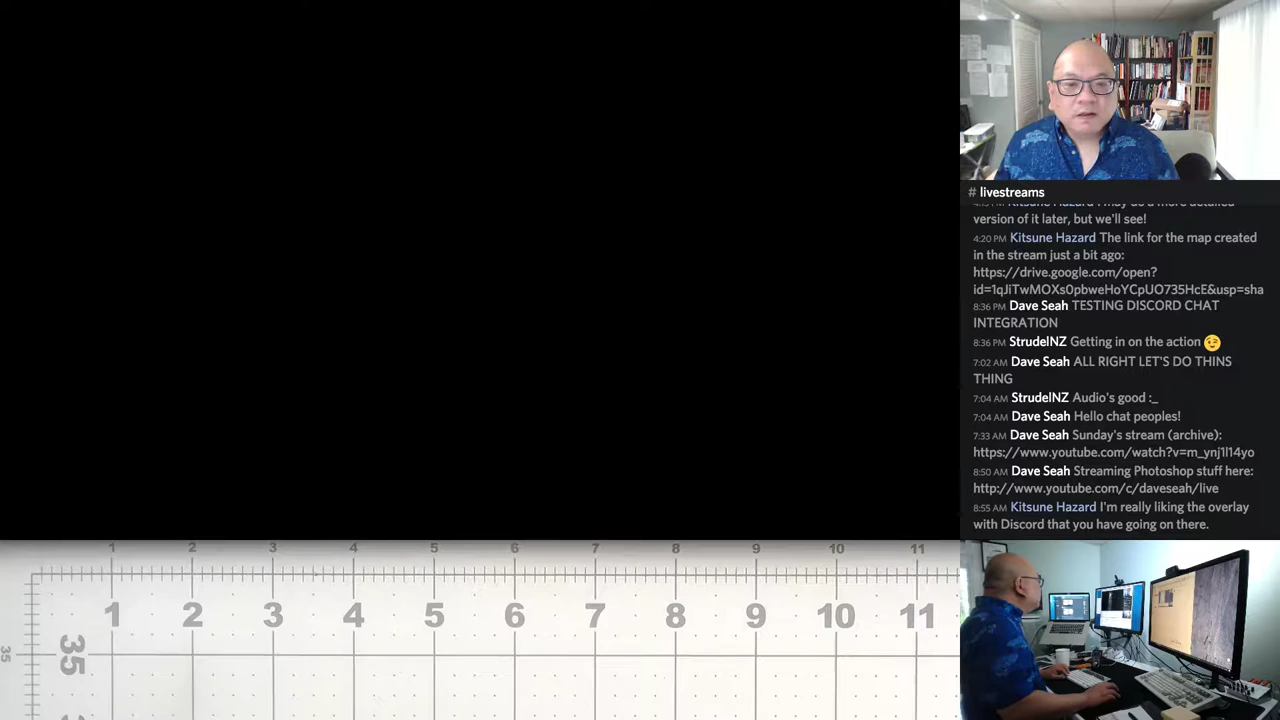 # livestreams
version of it later, but we'll see!
4:20 PM Kitsune Hazard The link for the map created
in the stream just a bit ago:
https://drive.google.com/open?
id=1qJiTwMOXs0pbweHoYCpUO735HcE&usp=sha
8:36 PM Dave Seah TESTING DISCORD CHAT
INTEGRATION
8:36 PM StrudelNZ Getting in on the action
7:02 AM Dave Seah ALL RIGHT LET'S DO THINS
THING
7:04 AM StrudelNZ Audio's good :_
7:04 AM Dave Seah Hello chat peoples!
7:33 AM Dave Seah Sunday's stream (archive):
https://www.youtube.com/watch?v=m_ynj1l14yo
8:50 AM Dave Seah Streaming Photoshop stuff here:
http://www.youtube.com/c/daveseah/live
8:55 AM Kitsune Hazard I'm really liking the overlay
with Discord that you have going on there.
1 2 3 4 5 6 7 8 9 10 11
1 2 3 4 5 6 7 8 9 10 11
35 35